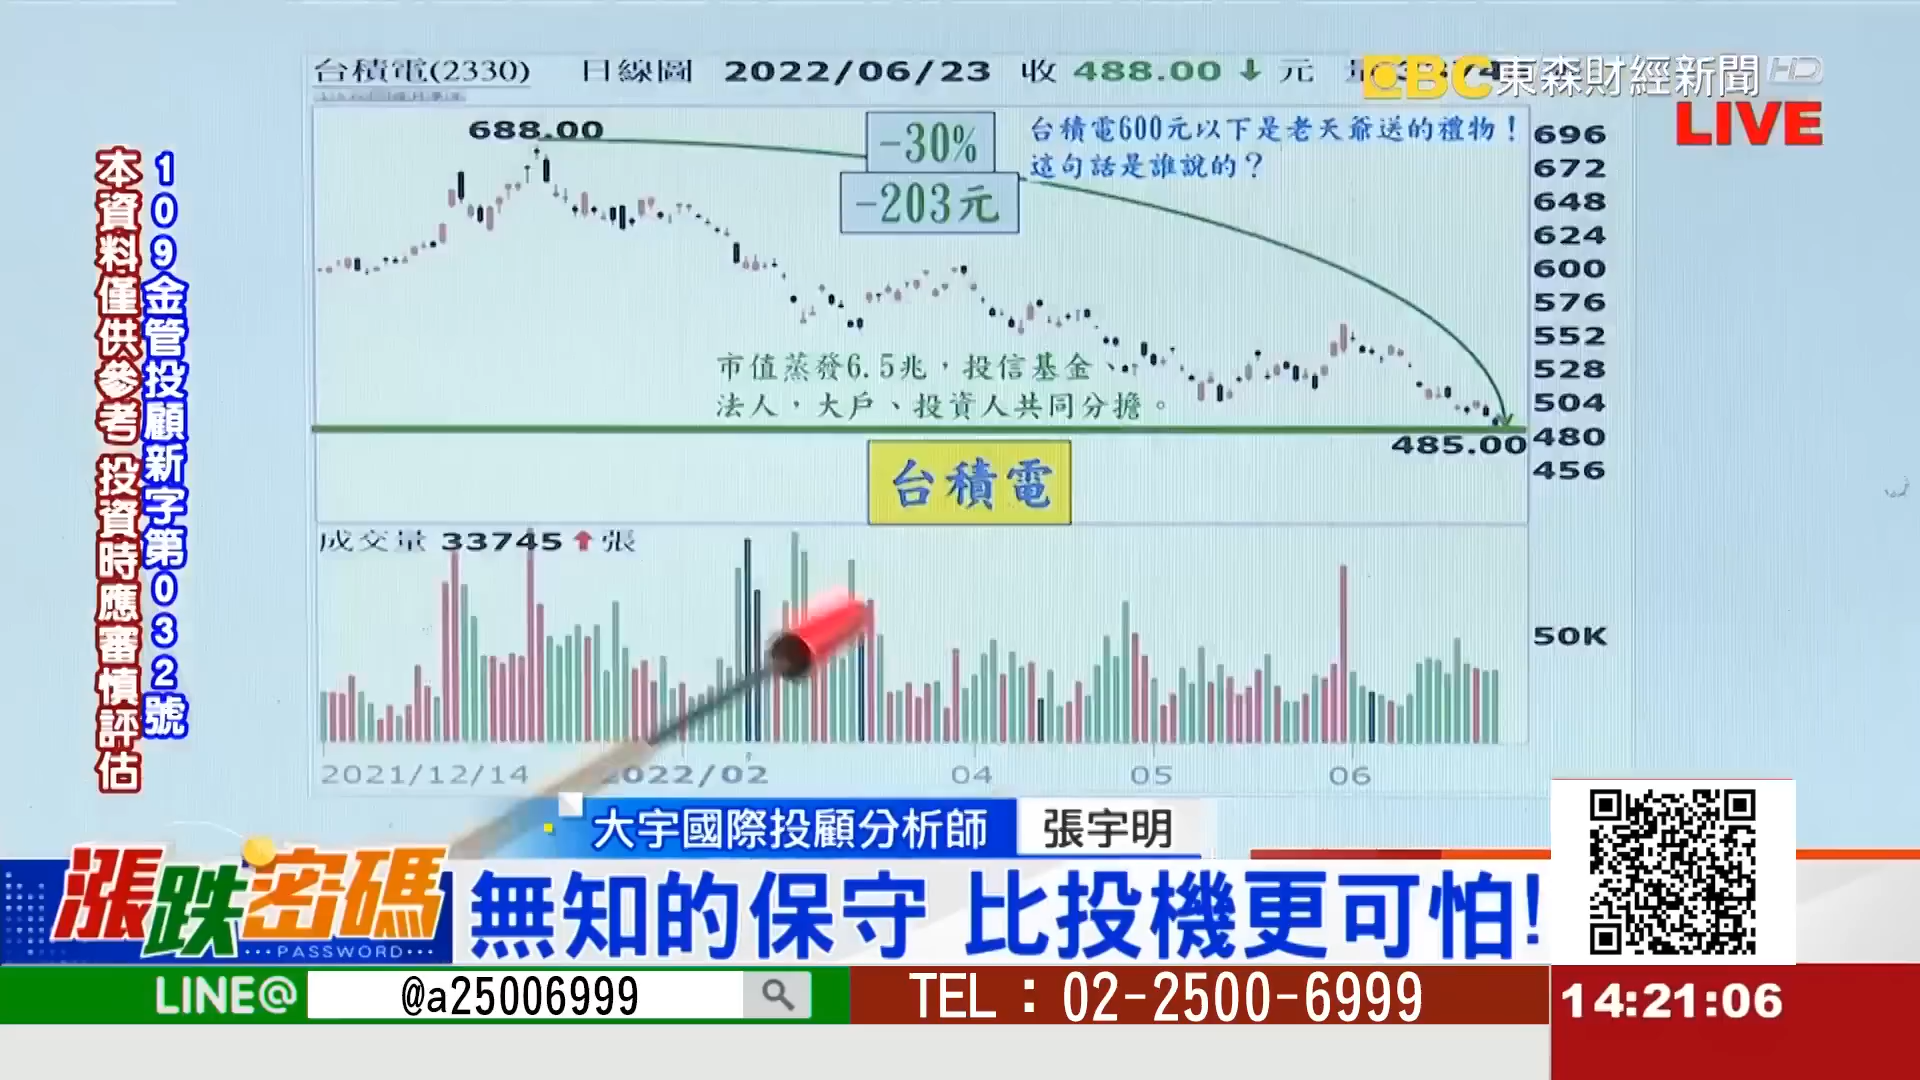 台積電(2330) 日線圖 2022/06/23 收 488.00 ↓ 元
EBC 東森財經新聞 HD
LIVE
688.00
-30%
-203元
台積電600元以下是老天爺送的禮物！
這句話是誰說的？
696
672
648
624
600
576
552
528
504
480
456
市值蒸發6.5兆，投信基金、
法人，大戶、投資人共同分擔。
485.00
台積電
成交量 33745 ↑ 張
50K
2021/12/14 2022/02 04 05 06
109金管投顧新字第032號
本資料僅供參考 投資時應審慎評估
大宇國際投顧分析師 張宇明
漲跌密碼
PASSWORD
無知的保守 比投機更可怕!
LINE@ @a25006999
TEL：02-2500-6999
14:21:06